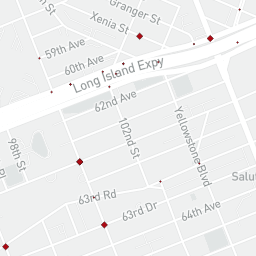 Granger St
Xenia St
59th Ave
60th Ave
Long Island Expy
62nd Ave
Yellowstone Blvd
102nd St
98th St
Pl
Salut
63rd Rd
63rd Dr
64th Ave